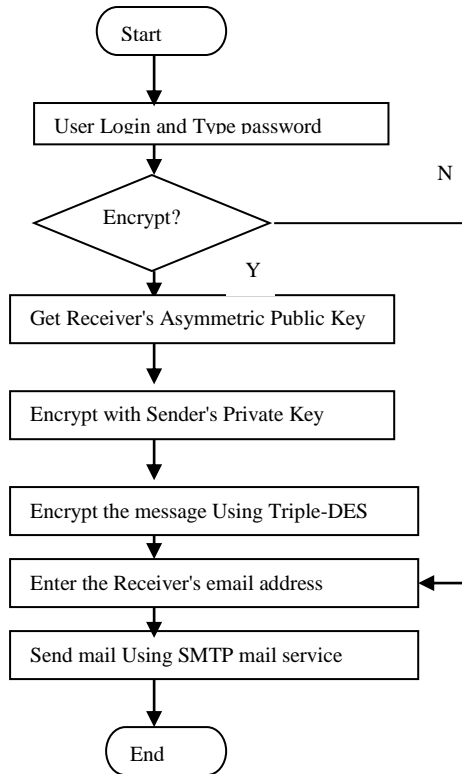 Start
User Login and Type password
N
Encrypt?
Y
Get Receiver's Asymmetric Public Key
Encrypt with Sender's Private Key
Encrypt the message Using Triple-DES
Enter the Receiver's email address
Send mail Using SMTP mail service
End